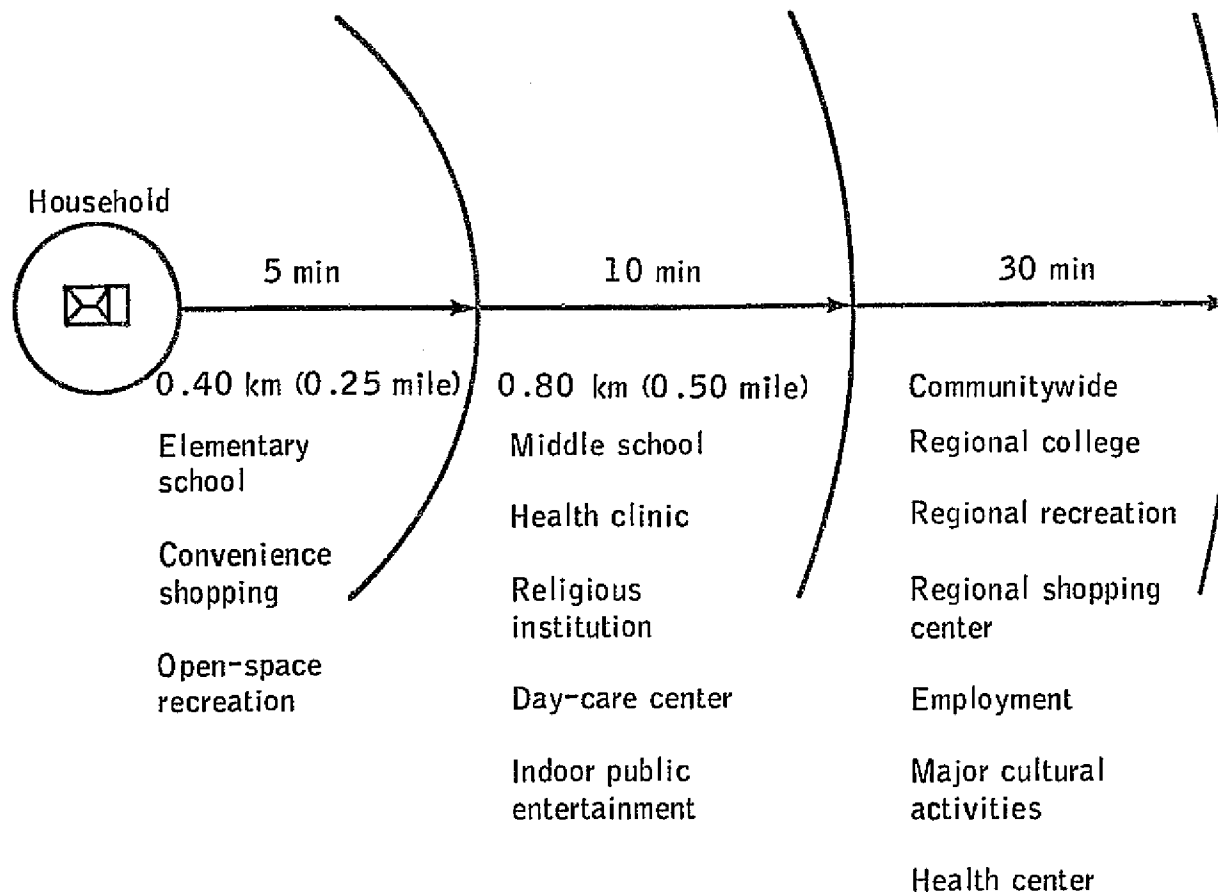 Household
5 min
10 min
30 min
0.40 km (0.25 mile)
Elementary
school
Convenience
shopping
Open-space
recreation
0.80 km (0.50 mile)
Middle school
Health clinic
Religious
institution
Day-care center
Indoor public
entertainment
Communitywide
Regional college
Regional recreation
Regional shopping
center
Employment
Major cultural
activities
Health center